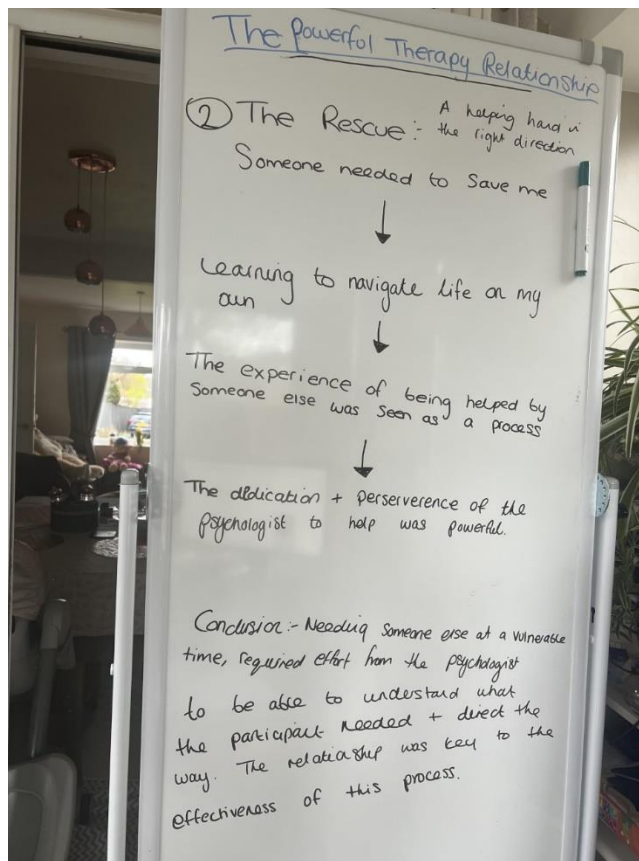 The Powerful Therapy Relationship
② The Rescue:- A helping hand in
the right direction
Someone needed to save me
↓
Learning to navigate life on my
own
↓
The experience of being helped by
someone else was seen as a process
↓
The dedication + perserverence of the
psychologist to help was powerful.
Conclusion:- Needing someone else at a vulnerable
time, required effort from the psychologist
to be able to understand what
the participant needed + direct the
way. The relationship was key to the
effectiveness of this process.